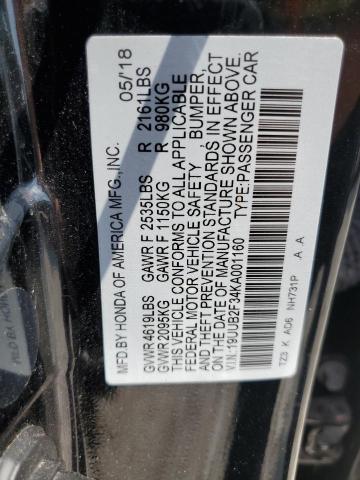 MFD.BY HONDA OF AMERICA MFG.,INC. 05/'18
GVWR 4619LBS GAWR F 2535LBS R 2161LBS
GVWR 2095KG GAWR F 1150KG R 980KG
THIS VEHICLE CONFORMS TO ALL APPLICABLE
FEDERAL MOTOR VEHICLE SAFETY, BUMPER,
AND THEFT PREVENTION STANDARDS IN EFFECT
ON THE DATE OF MANUFACTURE SHOWN ABOVE.
V.I.N.:19UUB2F34KA001160 TYPE:PASSENGER CAR
TZ3 K AD6 NH731P A A